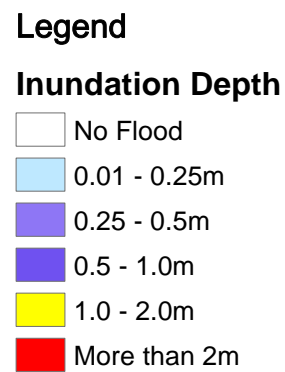 Legend
Inundation Depth
No Flood
0.01 - 0.25m
0.25 - 0.5m
0.5 - 1.0m
1.0 - 2.0m
More than 2m